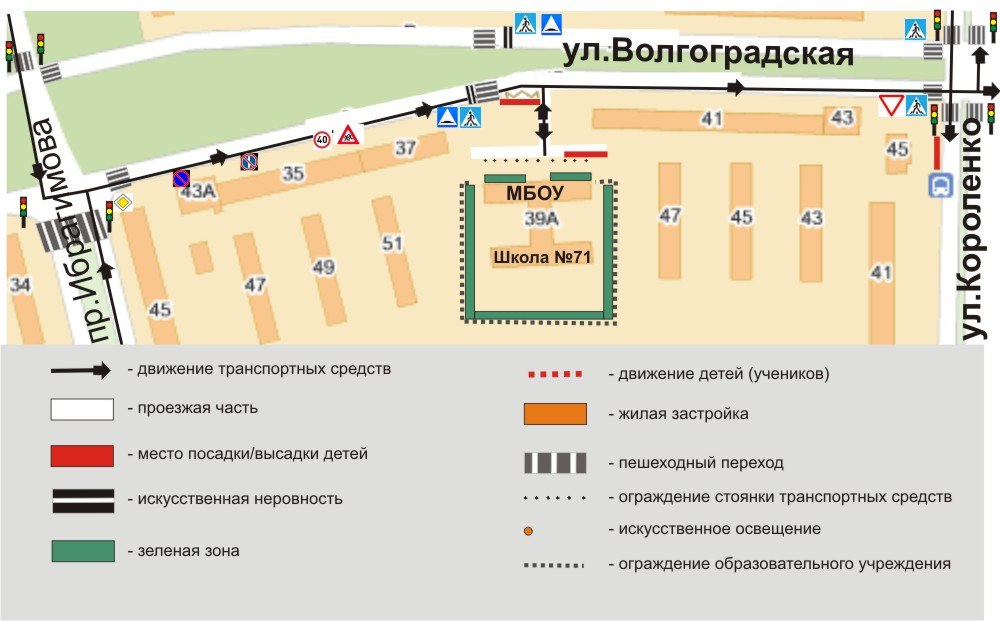 ул.Волгоградская
пр.Ибрагимова
ул.Короленко
40
43А
35
37
41
43
45
МБОУ
39А
Школа №71
47
45
43
41
34
45
47
49
51
- движение транспортных средств
- проезжая часть
- место посадки/высадки детей
- искусственная неровность
- зеленая зона
- движение детей (учеников)
- жилая застройка
- пешеходный переход
- ограждение стоянки транспортных средств
- искусственное освещение
- ограждение образовательного учреждения